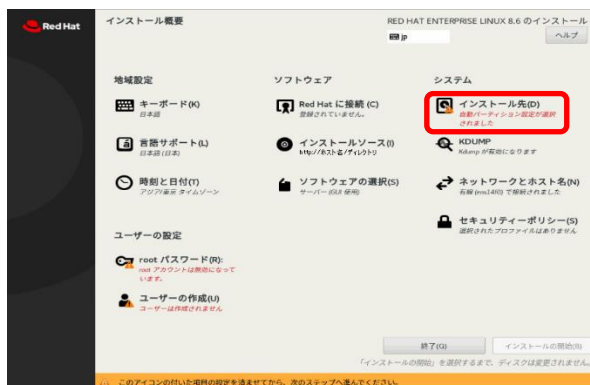 Red Hat
インストール概要
RED HAT ENTERPRISE LINUX 8.6 のインストール
jp
ヘルプ
地域設定
キーボード(K)
日本語
言語サポート(L)
日本語 (日本)
時刻と日付(T)
アジア/東京 タイムゾーン
ユーザーの設定
root パスワード(R):
root アカウントは無効になって
います。
ユーザーの作成(U)
ユーザーは作成されません
ソフトウェア
Red Hat に接続 (C)
登録されていません。
インストールソース(I)
http://ホスト名/ディレクトリ
ソフトウェアの選択(S)
サーバー (GUI 使用)
システム
インストール先(D)
自動パーティション設定が選択
されました
KDUMP
Kdump が有効になります
ネットワークとホスト名(N)
有線 (ens14f0) で接続されました
セキュリティーポリシー(S)
選択されたプロファイルはありません
終了(Q)
インストールの開始(B)
「インストールの開始」を選択するまで、ディスクは変更されません。
このアイコンの付いた項目の設定を済ませてから、次のステップへ進んでください。